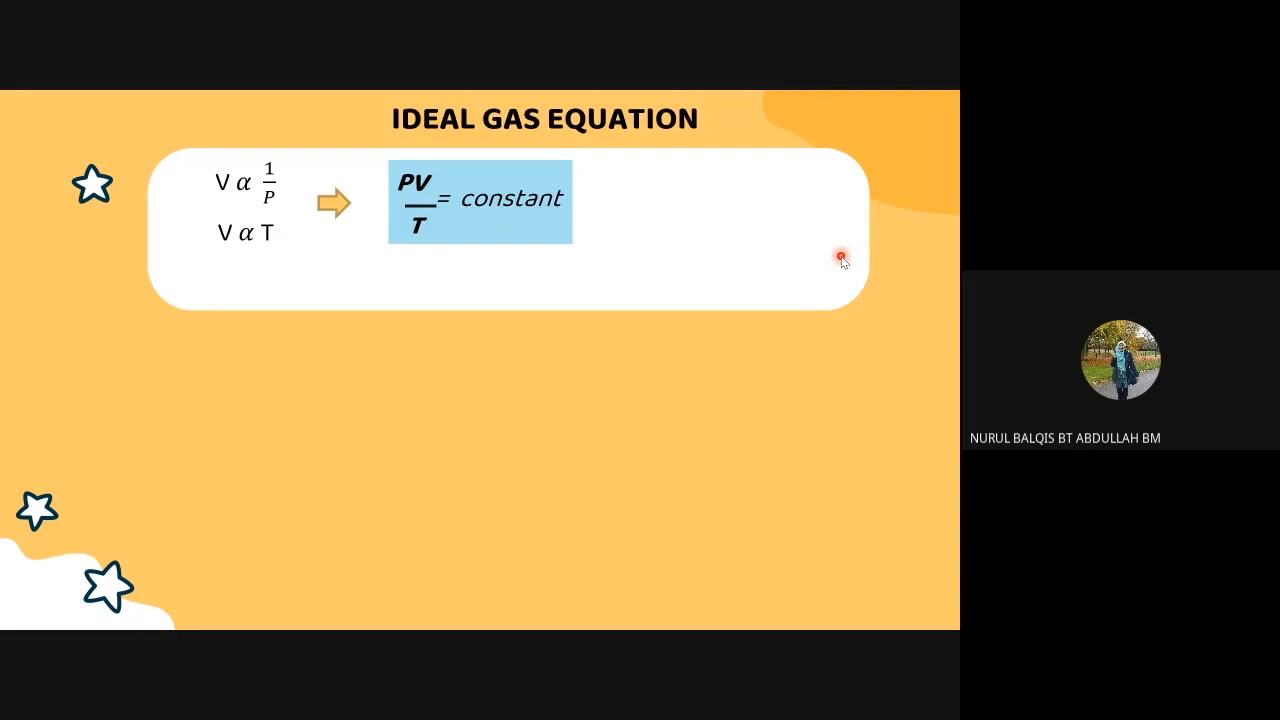 IDEAL GAS EQUATION
V α 1/P
V α T
PV/T = constant
NURUL BALQIS BT ABDULLAH BM